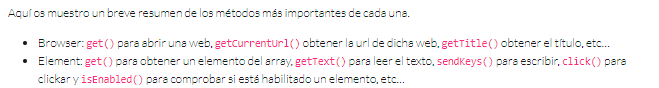 Aquí os muestro un breve resumen de los métodos más importantes de cada una.
• Browser: get() para abrir una web, getCurrentUrl() obtener la url de dicha web, getTitle() obtener el título, etc...
• Element: get() para obtener un elemento del array, getText() para leer el texto, sendKeys() para escribir, click() para
clickar y isEnabled() para comprobar si está habilitado un elemento, etc...